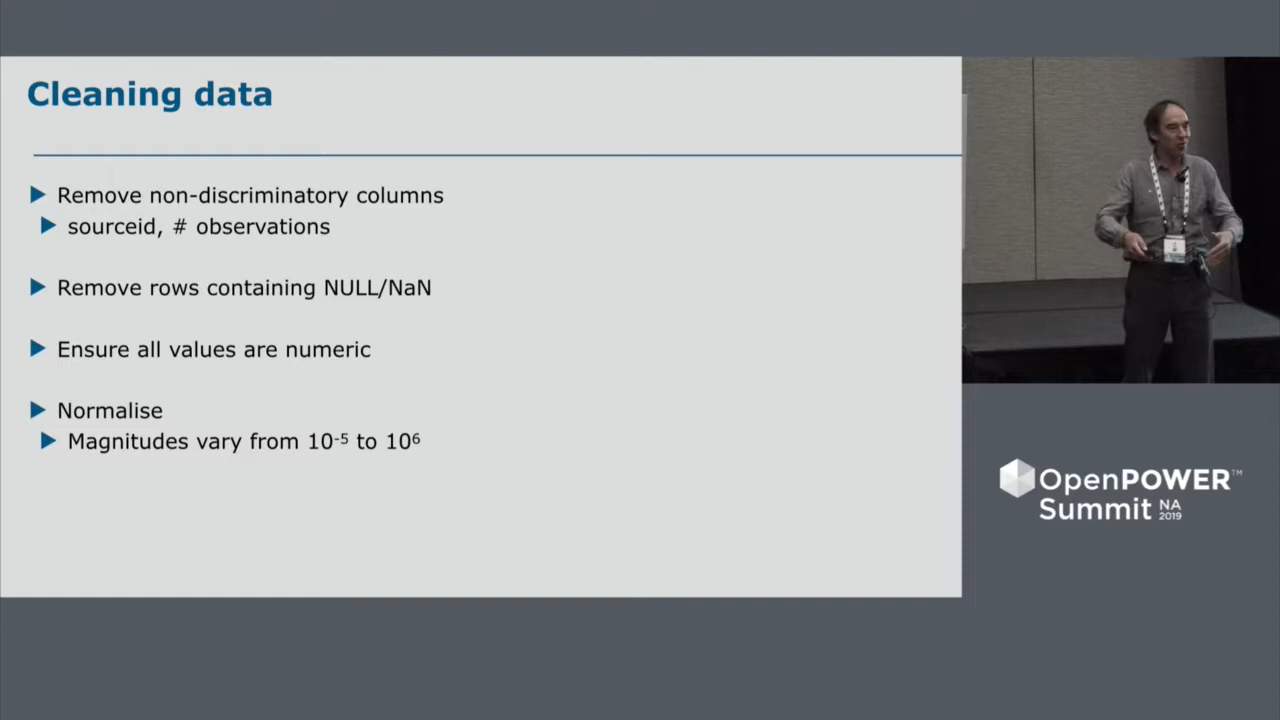 Cleaning data
Remove non-discriminatory columns
sourceid, # observations
Remove rows containing NULL/NaN
Ensure all values are numeric
Normalise
Magnitudes vary from 10⁻⁵ to 10⁶
OpenPOWER™
Summit NA 2019